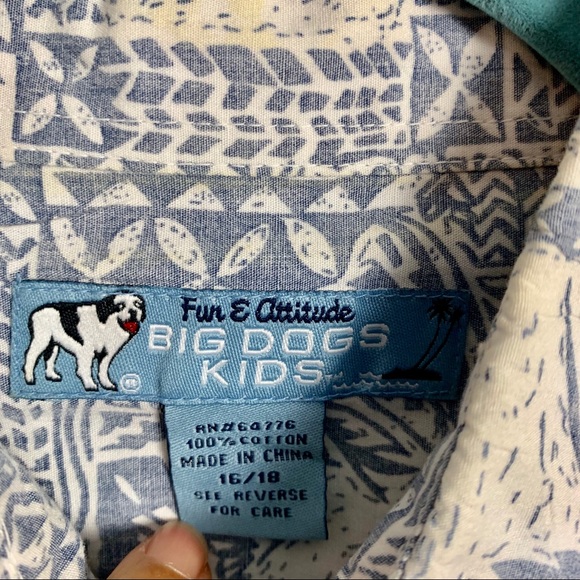 Fun & Attitude
BIG DOGS
KIDS
RN#64776
100% COTTON
MADE IN CHINA
16/18
SEE REVERSE
FOR CARE